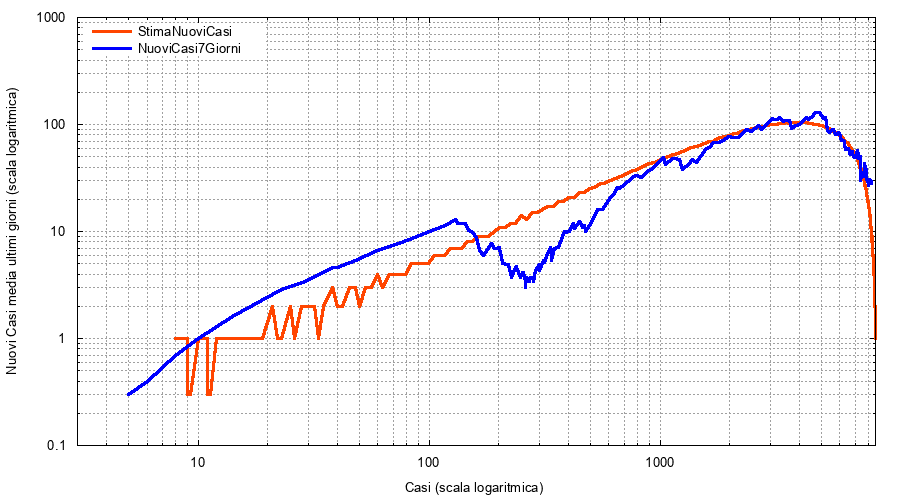 1000
100
10
1
0.1
StimaNuoviCasi
NuoviCasi7Giorni
Nuovi Casi media ultimi giorni (scala logaritmica)
10
100
1000
Casi (scala logaritmica)